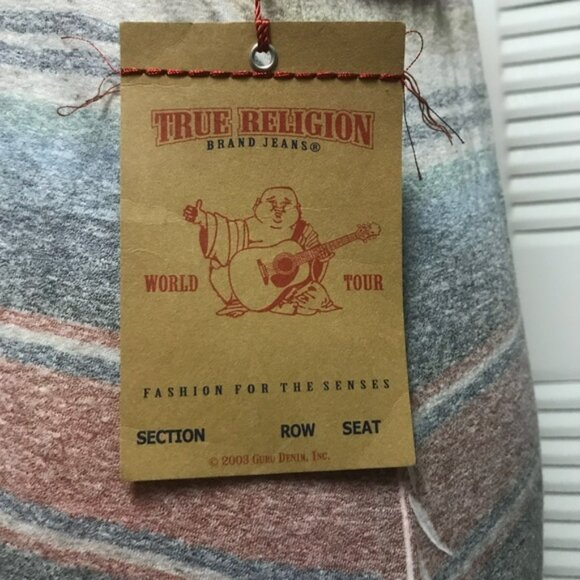 TRUE RELIGION
BRAND JEANS®
WORLD TOUR
FASHION FOR THE SENSES
SECTION ROW SEAT
© 2003 GURU DENIM, INC.